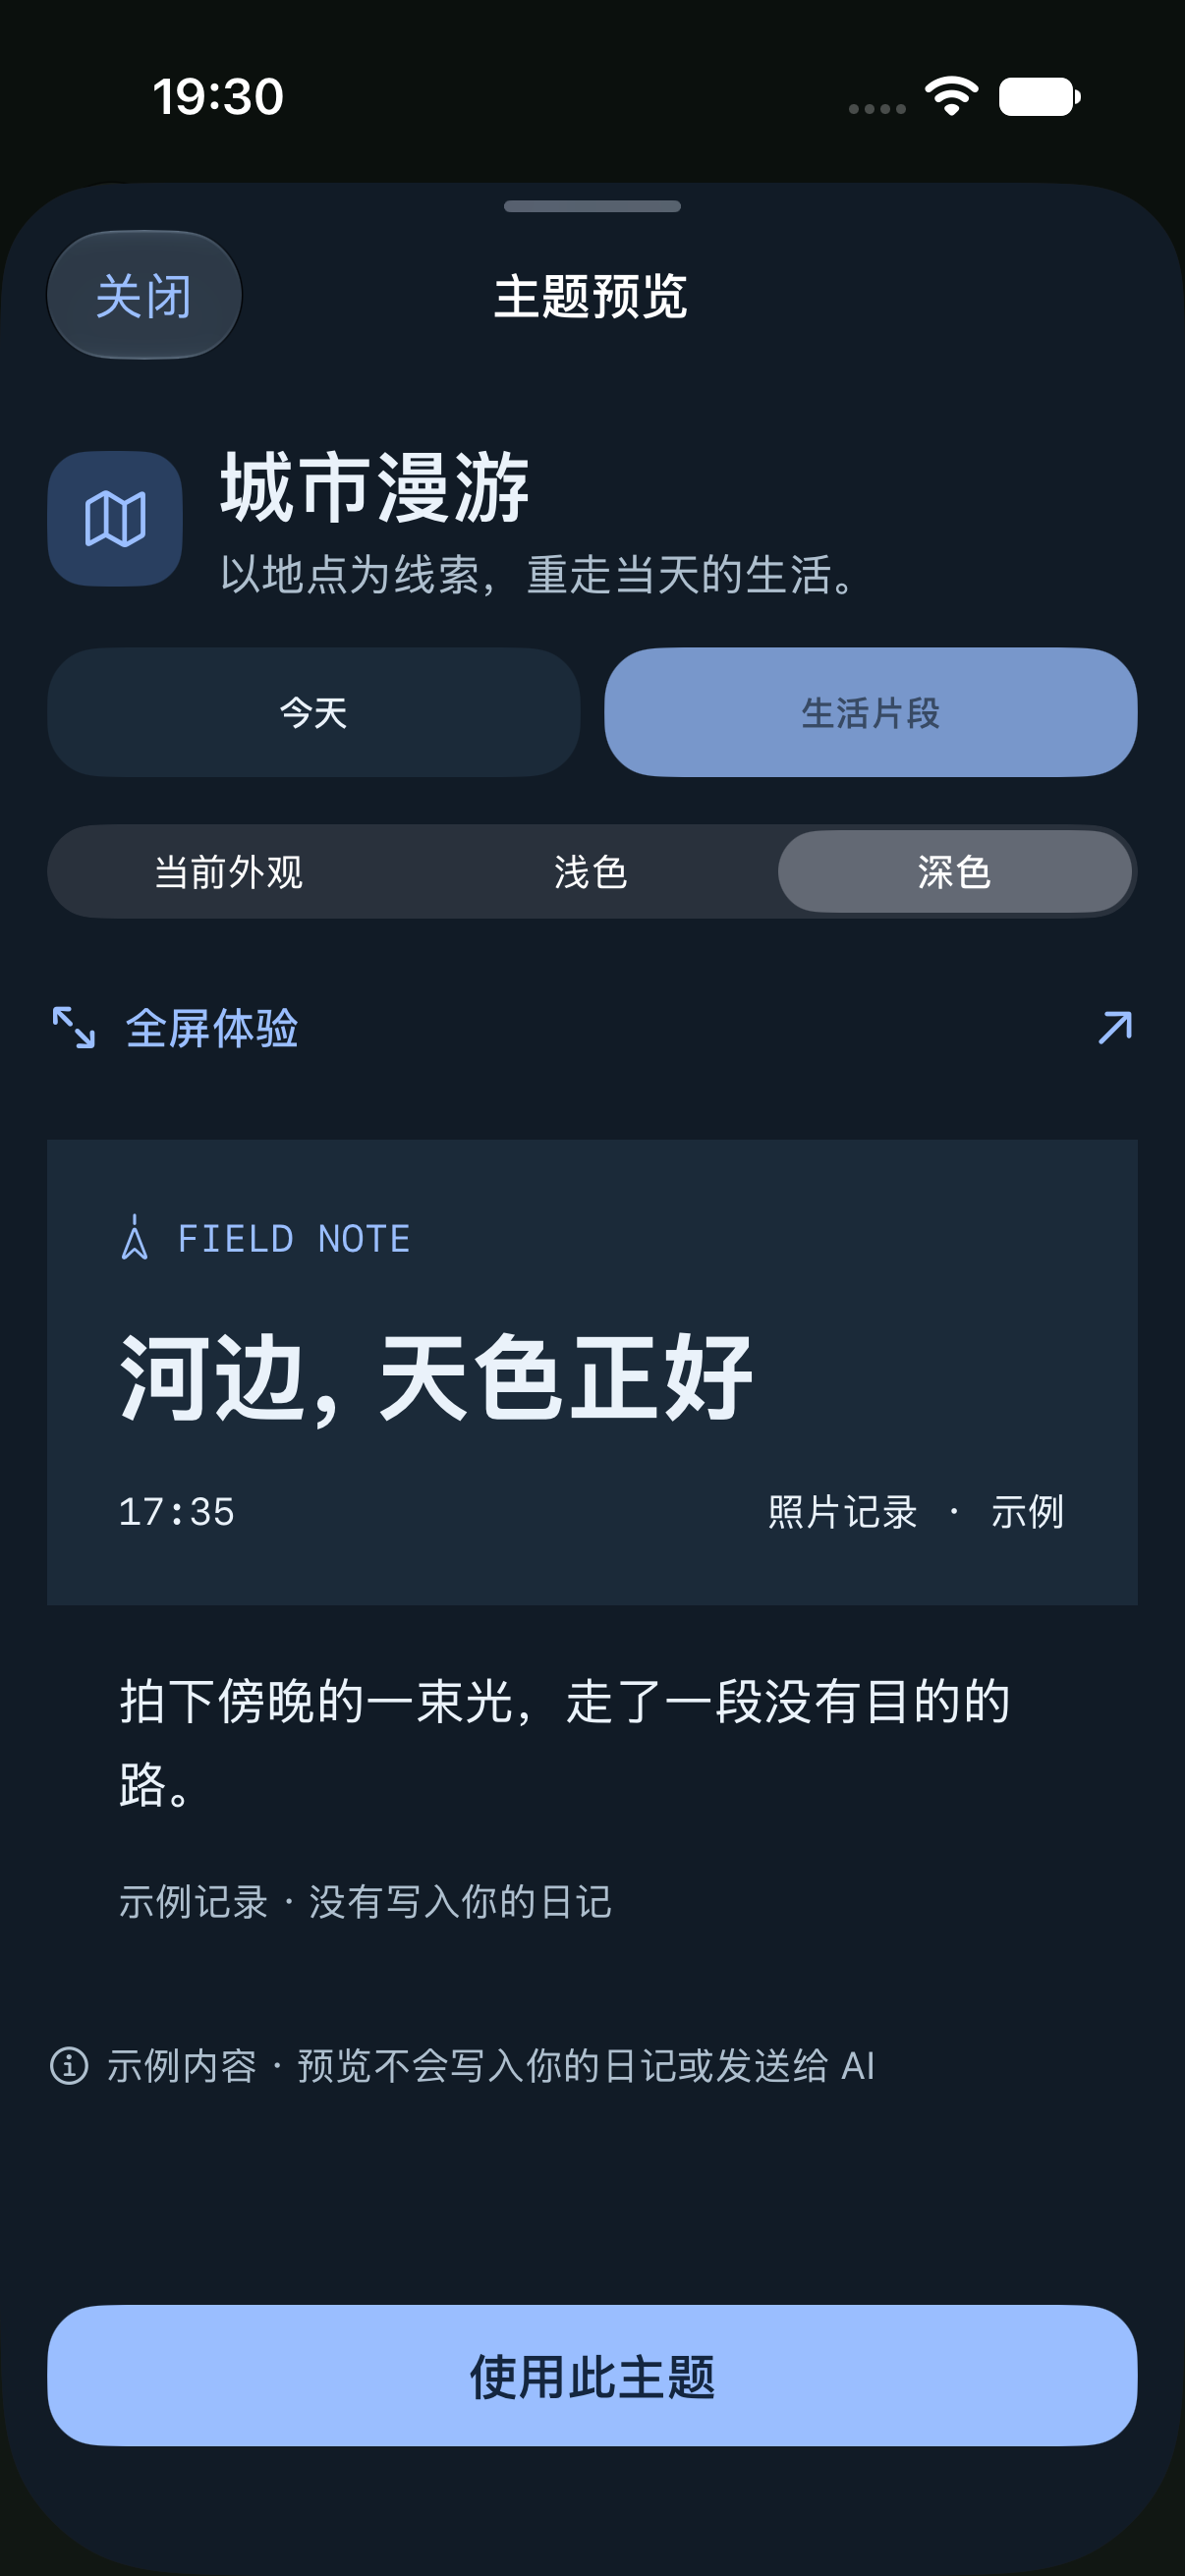 19:30
关闭
主题预览
城市漫游
以地点为线索，重走当天的生活。
今天
生活片段
当前外观
浅色
深色
全屏体验
FIELD NOTE
河边，天色正好
17:35
照片记录 · 示例
拍下傍晚的一束光，走了一段没有目的的
路。
示例记录 · 没有写入你的日记
示例内容 · 预览不会写入你的日记或发送给 AI
使用此主题